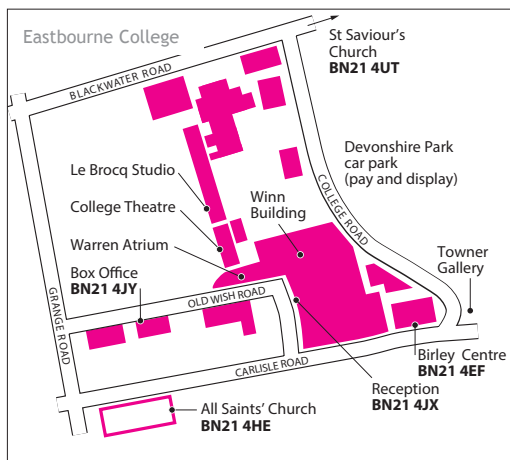 Eastbourne College
St Saviour's
Church
BN21 4UT
BLACKWATER ROAD
Devonshire Park
car park
(pay and display)
Le Brocq Studio
College Theatre
Winn
Building
COLLEGE ROAD
Warren Atrium
Towner
Gallery
Box Office
BN21 4JY
OLD WISH ROAD
GRANGE ROAD
CARLISLE ROAD
Birley Centre
BN21 4EF
Reception
BN21 4JX
All Saints' Church
BN21 4HE